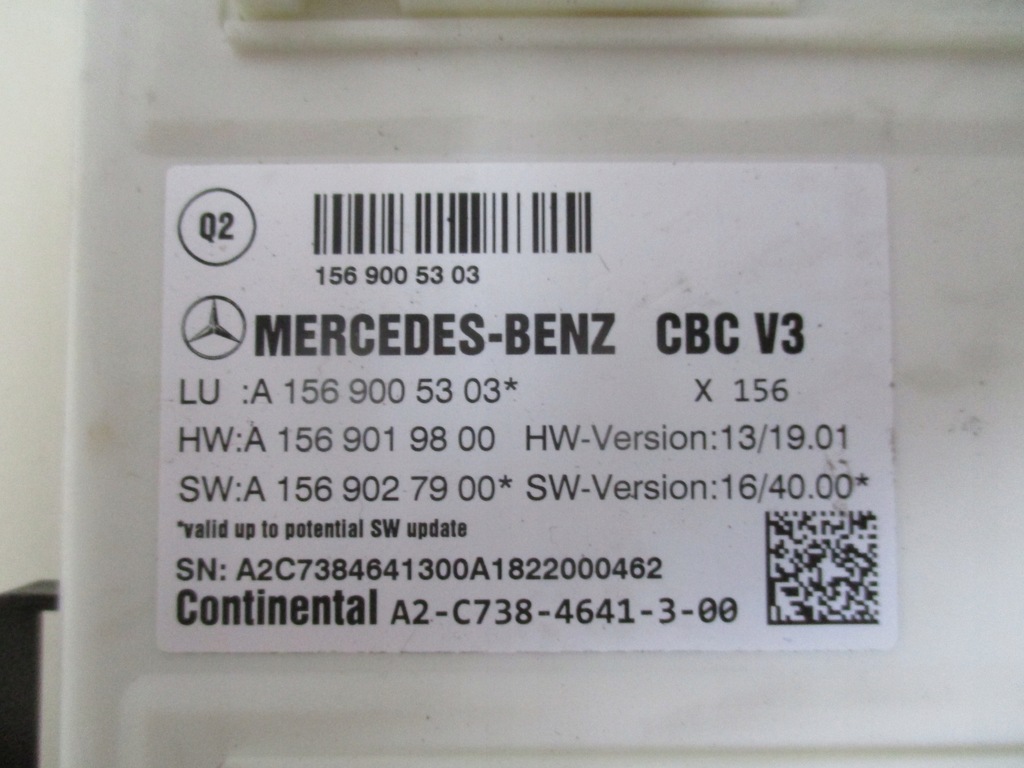 Q2
156 900 53 03
MERCEDES-BENZ CBC V3
LU :A 156 900 53 03* X 156
HW:A 156 901 98 00 HW-Version:13/19.01
SW:A 156 902 79 00* SW-Version:16/40.00*
*valid up to potential SW update
SN: A2C7384641300A1822000462
Continental A2-C738-4641-3-00